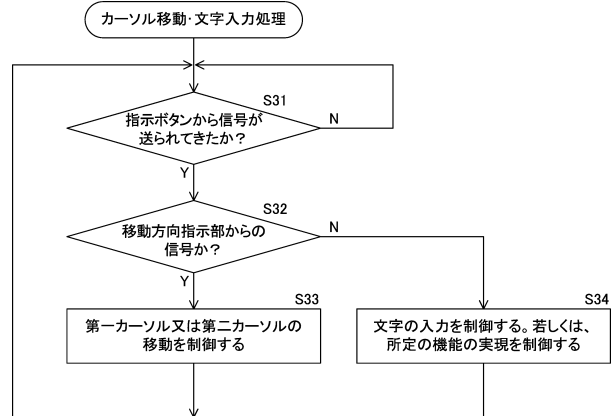 カーソル移動・文字入力処理
S31
指示ボタンから信号が
送られてきたか？
N
Y
S32
移動方向指示部からの
信号か？
N
Y
S33
第一カーソル又は第二カーソルの
移動を制御する
S34
文字の入力を制御する。若しくは、
所定の機能の実現を制御する